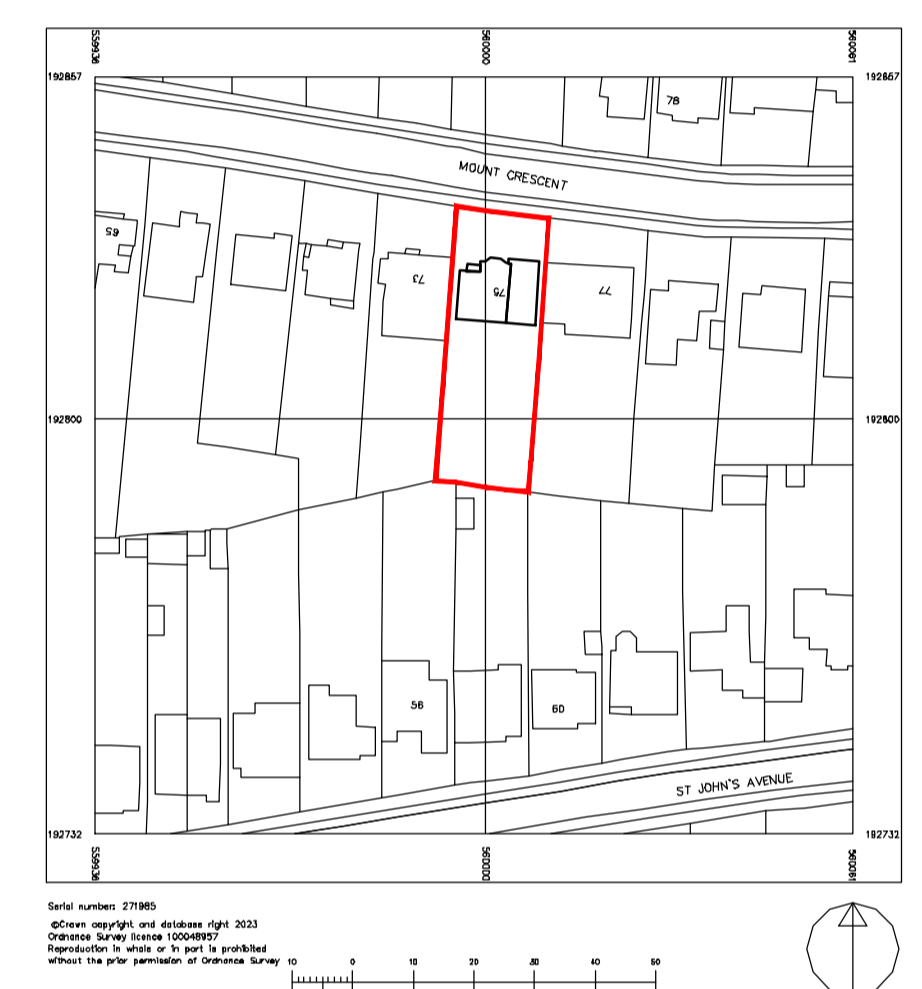 559936 560000 560061
192857 192857
78
MOUNT CRESCENT
65
73 75 77
192800 192800
56 60
ST JOHN'S AVENUE
192732 192732
559936 560000 560061
Serial number: 271985
©Crown copyright and database right 2023
Ordnance Survey licence 100048957
Reproduction in whole or in part is prohibited
without the prior permission of Ordnance Survey
10 0 10 20 30 40 50